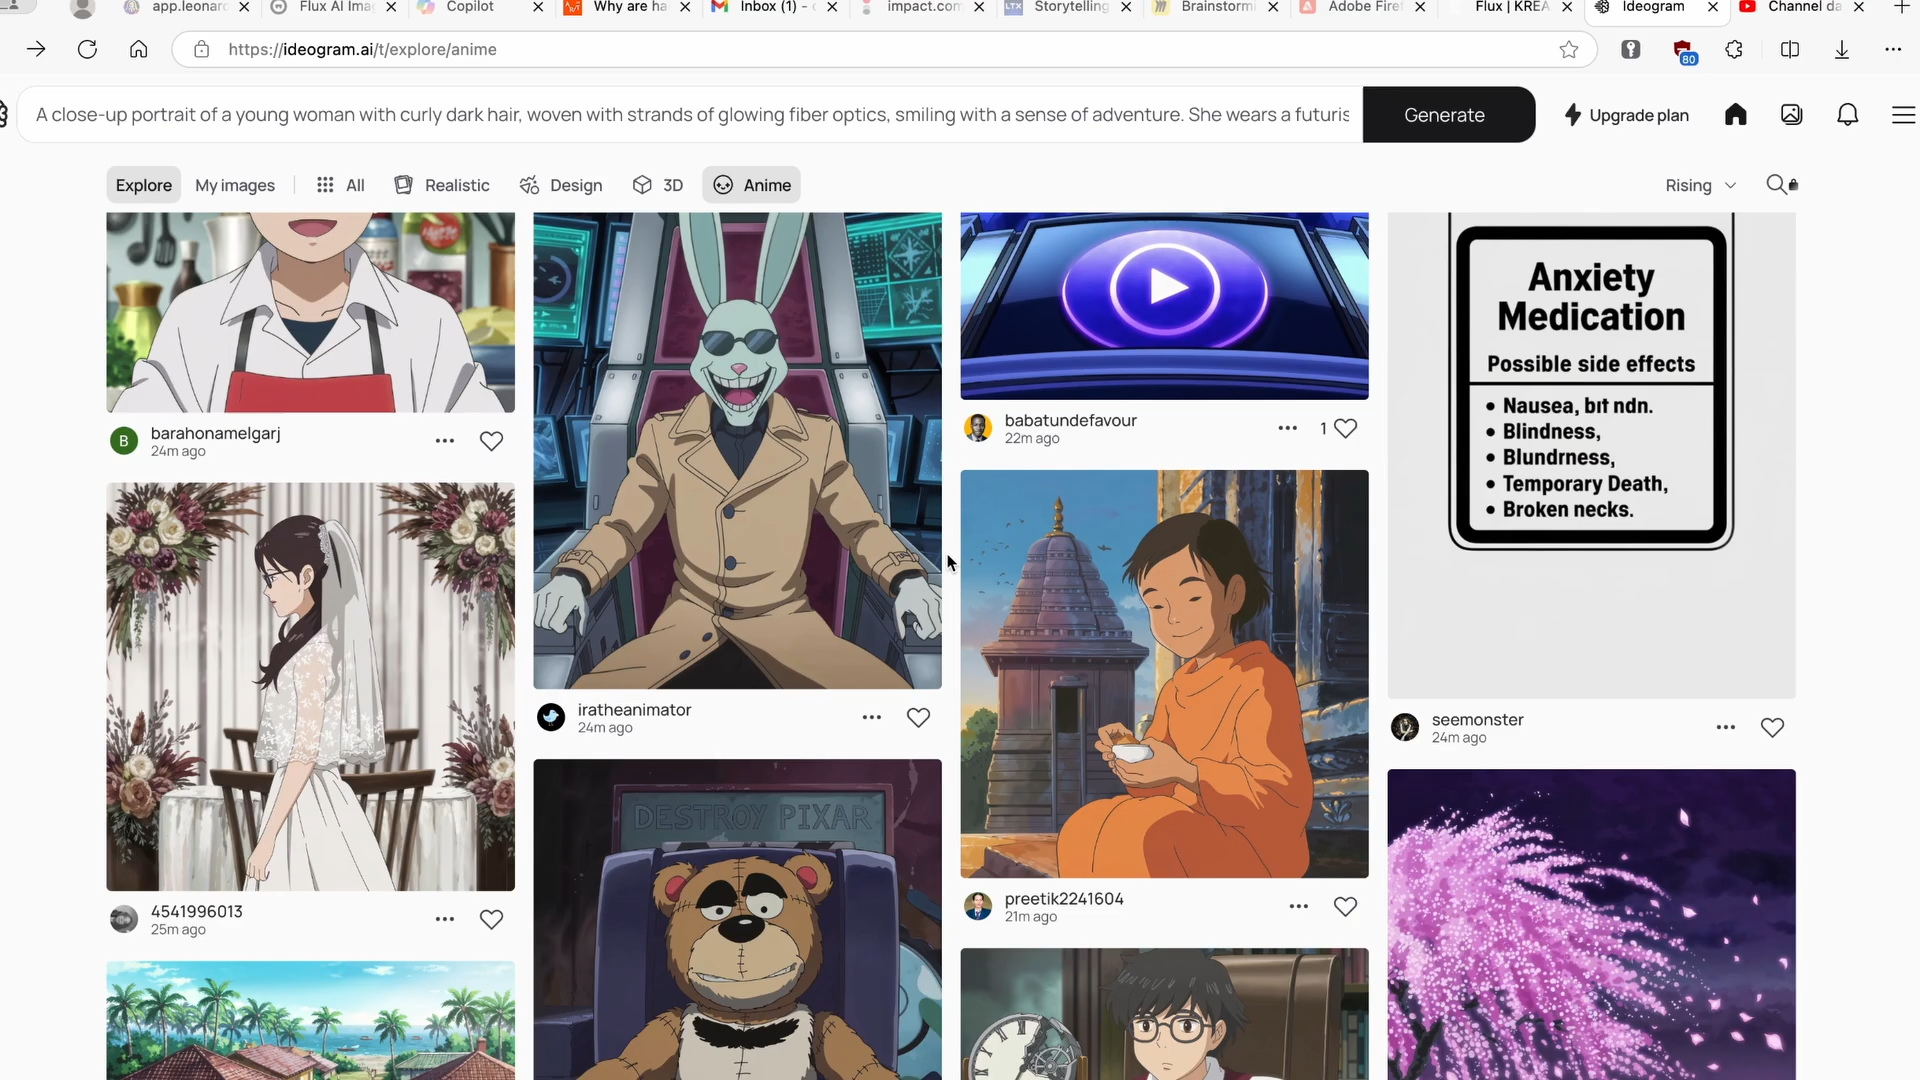 app.leonar
Flux AI Ima
Copilot
Why are ha
Inbox (1) -
impact.com
Storytelling
Brainstormi
Adobe Firef
Flux | KREA
Ideogram
Channel da
https://ideogram.ai/t/explore/anime
80
A close-up portrait of a young woman with curly dark hair, woven with strands of glowing fiber optics, smiling with a sense of adventure. She wears a futuris
Generate
Upgrade plan
Explore
My images
All
Realistic
Design
3D
Anime
Rising
Anxiety
Medication
Possible side effects
• Nausea, bıt ndn.
• Blindness,
• Blundrness,
• Temporary Death,
• Broken necks.
B
barahonamelgarj
24m ago
babatundefavour
22m ago
1
iratheanimator
24m ago
seemonster
24m ago
DESTROY PIXAR
4541996013
25m ago
preetik2241604
21m ago